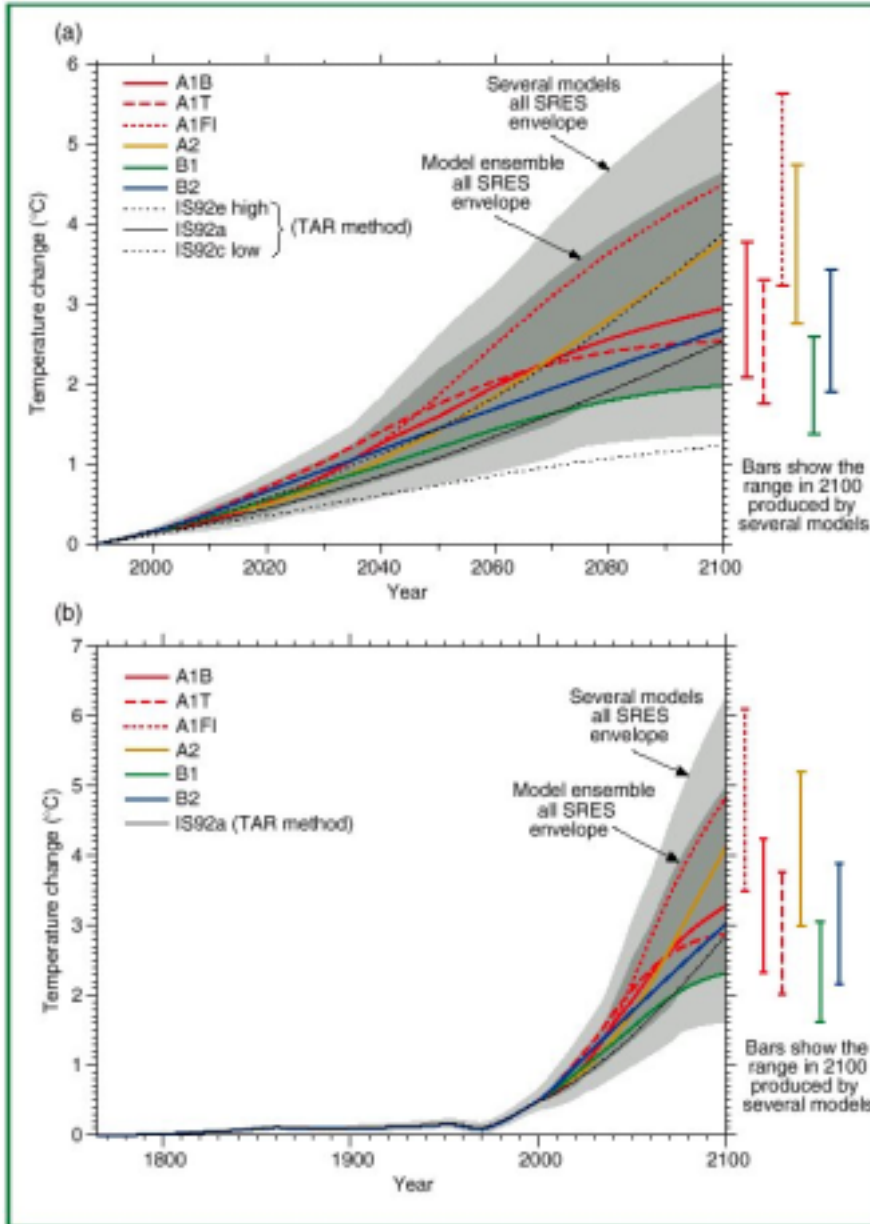 (a)
6
5
4
3
2
1
0
Temperature change (°C)
A1B
A1T
A1FI
A2
B1
B2
IS92e high
IS92a
IS92c low
(TAR method)
Several models
all SRES
envelope
Model ensemble
all SRES
envelope
2000
2020
2040
2060
2080
2100
Year
Bars show the
range in 2100
produced by
several models
(b)
7
6
5
4
3
2
1
0
Temperature change (°C)
A1B
A1T
A1FI
A2
B1
B2
IS92a (TAR method)
Several models
all SRES
envelope
Model ensemble
all SRES
envelope
1800
1900
2000
2100
Year
Bars show the
range in 2100
produced by
several models